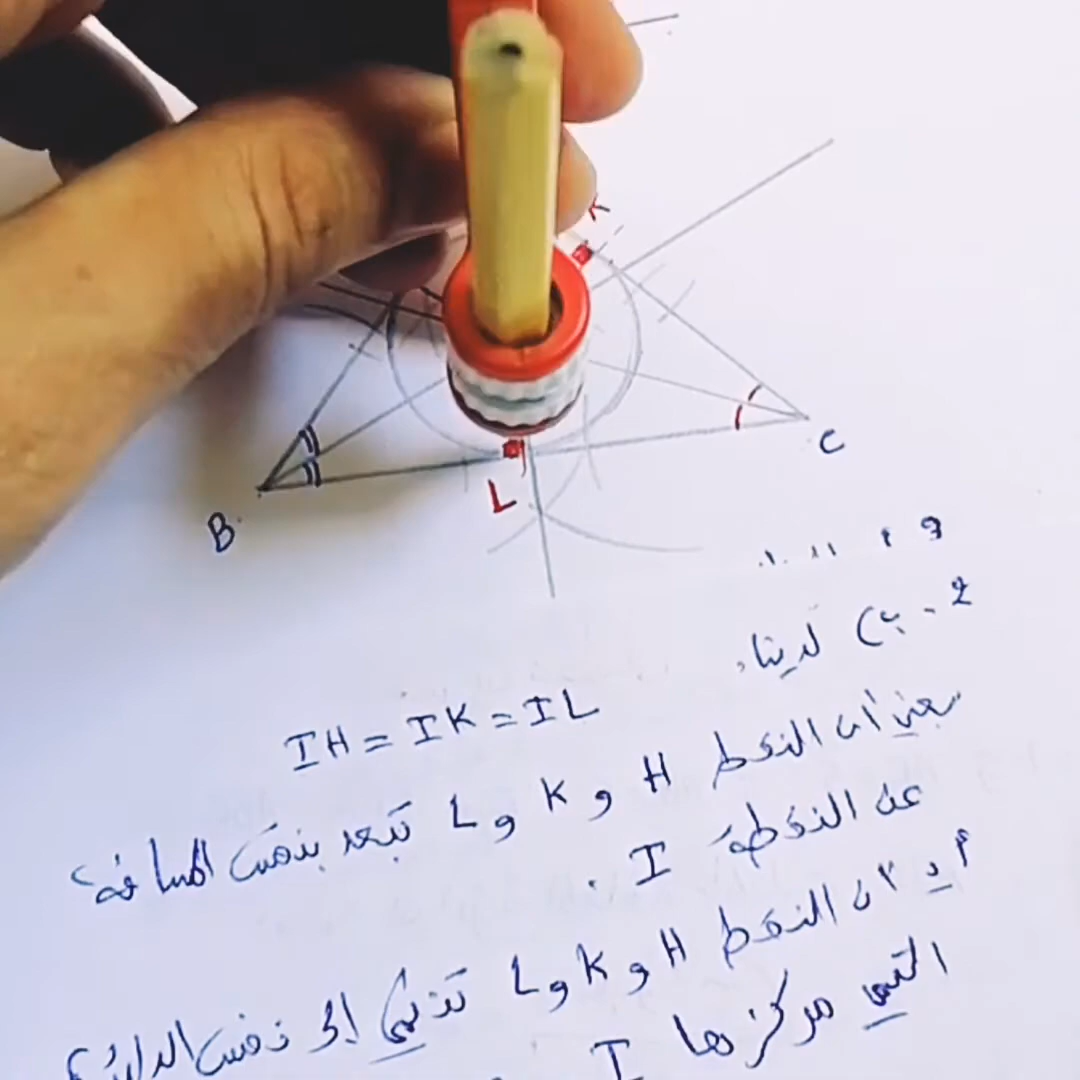 K
L
B
C
2 - ب) لدينا،
IH = IK = IL
يعني أن النقط H و K و L تبعد بنفس المسافة
عن النقطة I .
أي أن النقط H و K و L تنتمي إلى نفس الدائرة
التي مركزها I